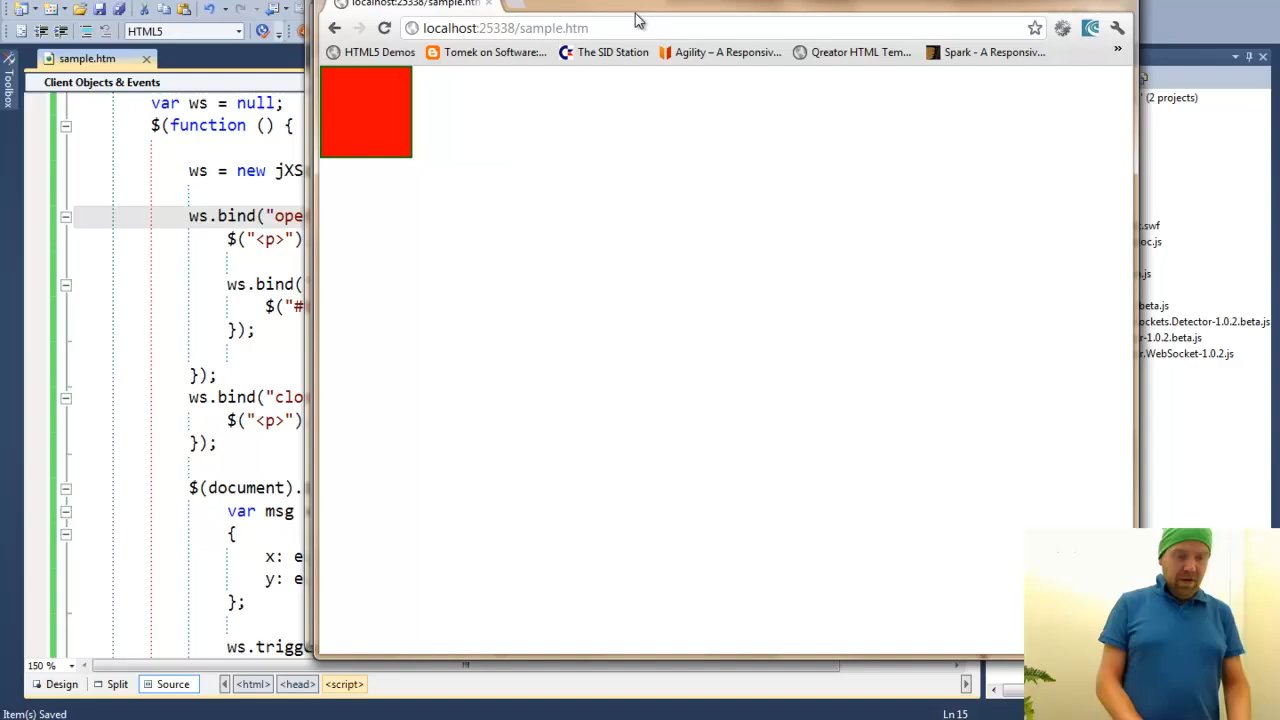 localhost:25338/sample.htm
HTML5
localhost:25338/sample.htm
HTML5 Demos
Tomek on Software:...
The SID Station
Agility – A Responsiv...
Qreator HTML Tem...
Spark - A Responsiv...
»
sample.htm
Toolbox
Client Objects & Events
(2 projects)
var ws = null;
$(function () {
ws = new jXS
ws.bind("ope
$("<p>")
ws.bind(
$("#
});
});
ws.bind("clo
$("<p>")
});
$(document).
var msg
{
x: e
y: e
};
ws.trigg
.swf
oc.js
.js
beta.js
ockets.Detector-1.0.2.beta.js
r-1.0.2.beta.js
r.WebSocket-1.0.2.js
150 %
Design
Split
Source
<html>
<head>
<script>
Item(s) Saved
Ln 15